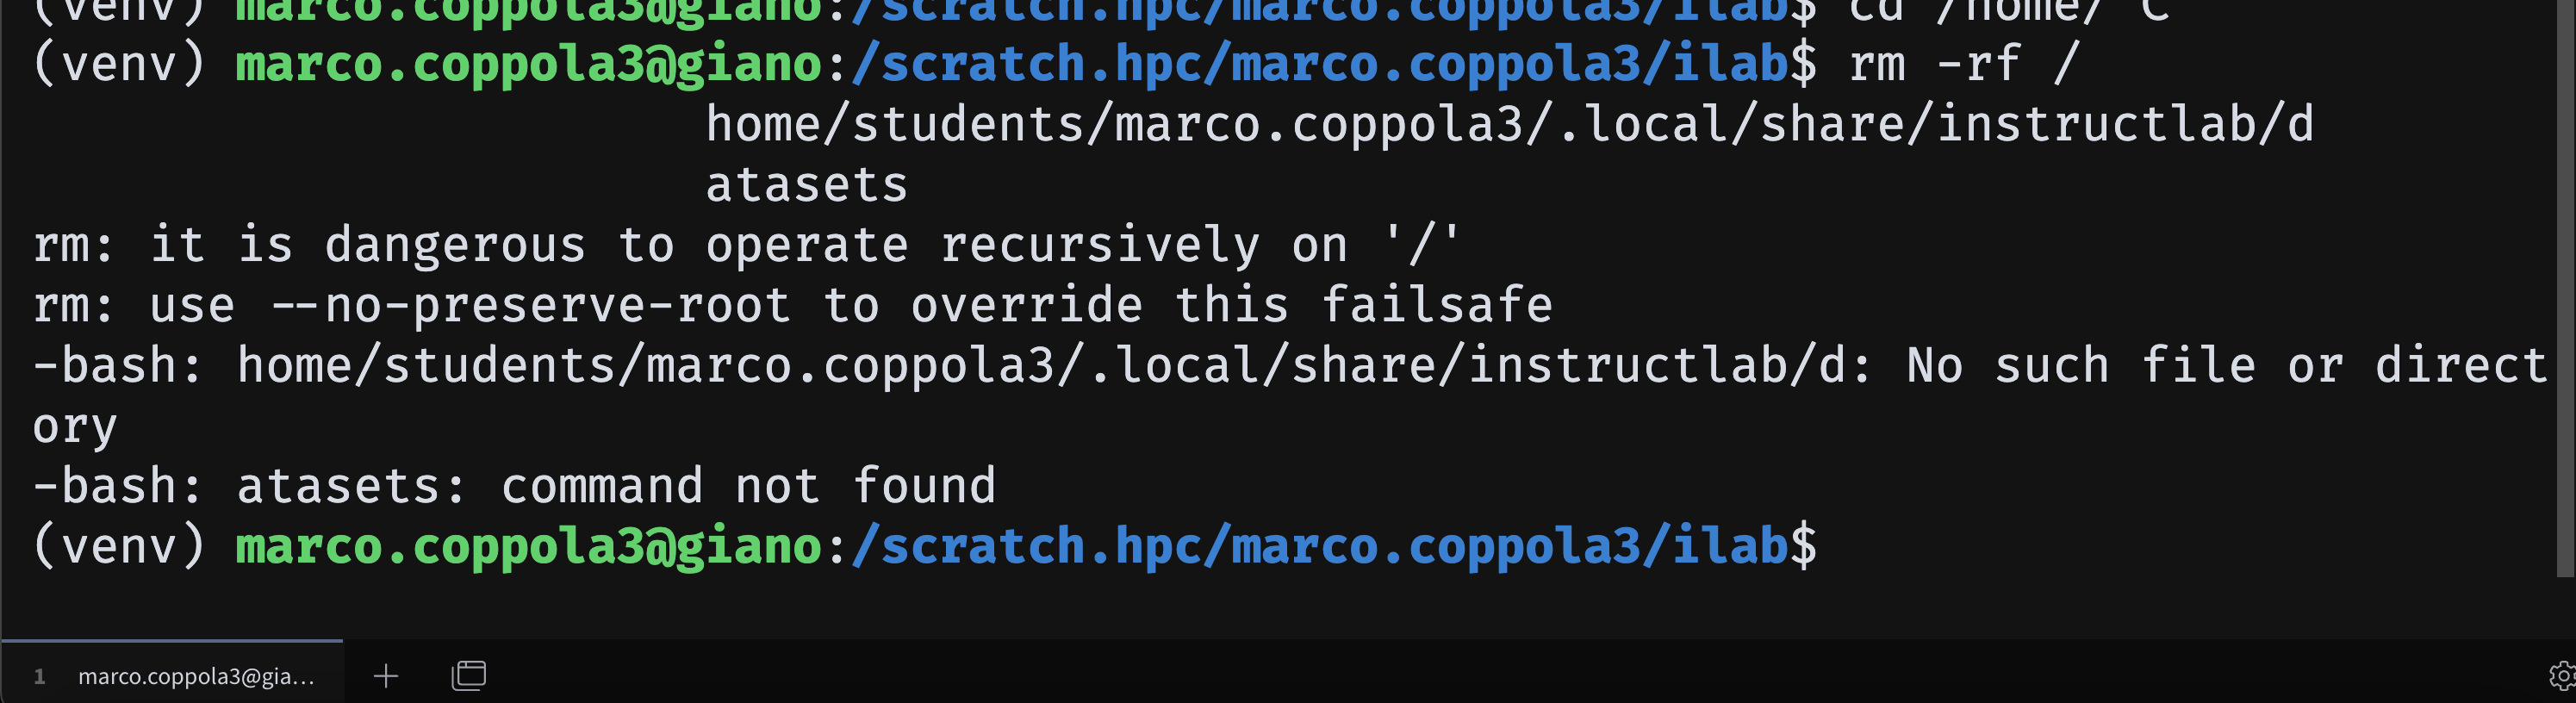 (venv) marco.coppola3@giano:/scratch.hpc/marco.coppola3/ilab$ cd /home/^C
(venv) marco.coppola3@giano:/scratch.hpc/marco.coppola3/ilab$ rm -rf /
home/students/marco.coppola3/.local/share/instructlab/d
atasets
rm: it is dangerous to operate recursively on '/'
rm: use --no-preserve-root to override this failsafe
-bash: home/students/marco.coppola3/.local/share/instructlab/d: No such file or direct
ory
-bash: atasets: command not found
(venv) marco.coppola3@giano:/scratch.hpc/marco.coppola3/ilab$
1 marco.coppola3@gia…